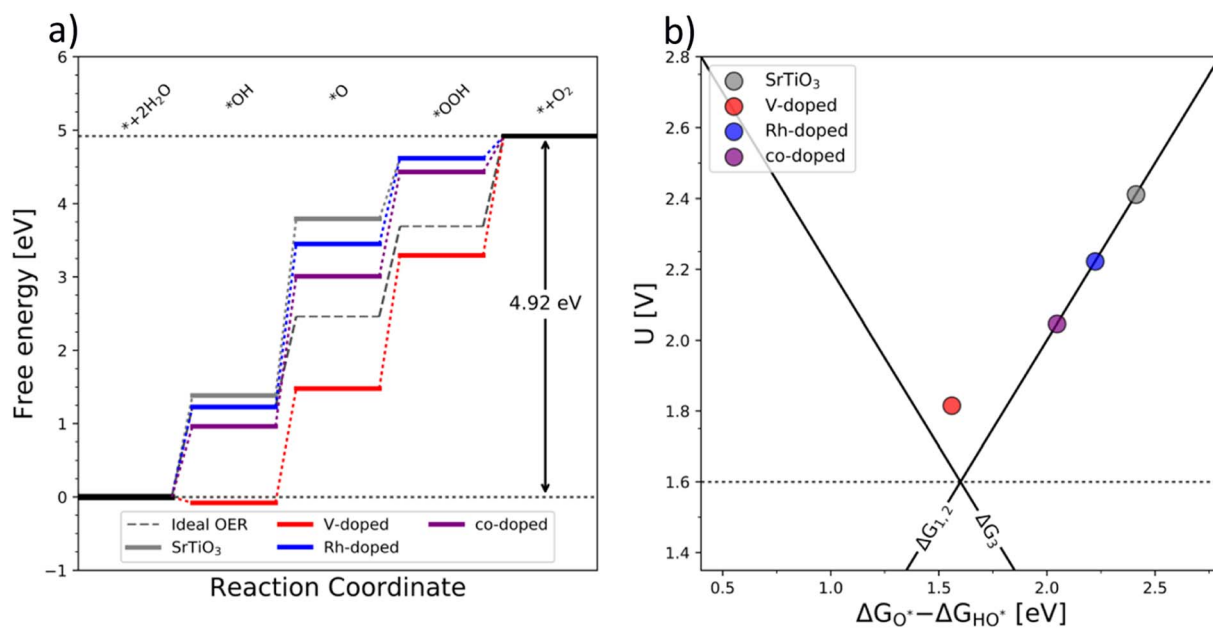 a)
6
5
4
3
2
1
0
−1
Free energy [eV]
*+2H₂O
*OH
*O
*OOH
*+O₂
4.92 eV
Ideal OER
SrTiO₃
V-doped
Rh-doped
co-doped
Reaction Coordinate
b)
2.8
2.6
2.4
2.2
2.0
1.8
1.6
1.4
U [V]
SrTiO₃
V-doped
Rh-doped
co-doped
ΔG₁,₂
ΔG₃
0.5
1.0
1.5
2.0
2.5
ΔG_O*−ΔG_HO* [eV]